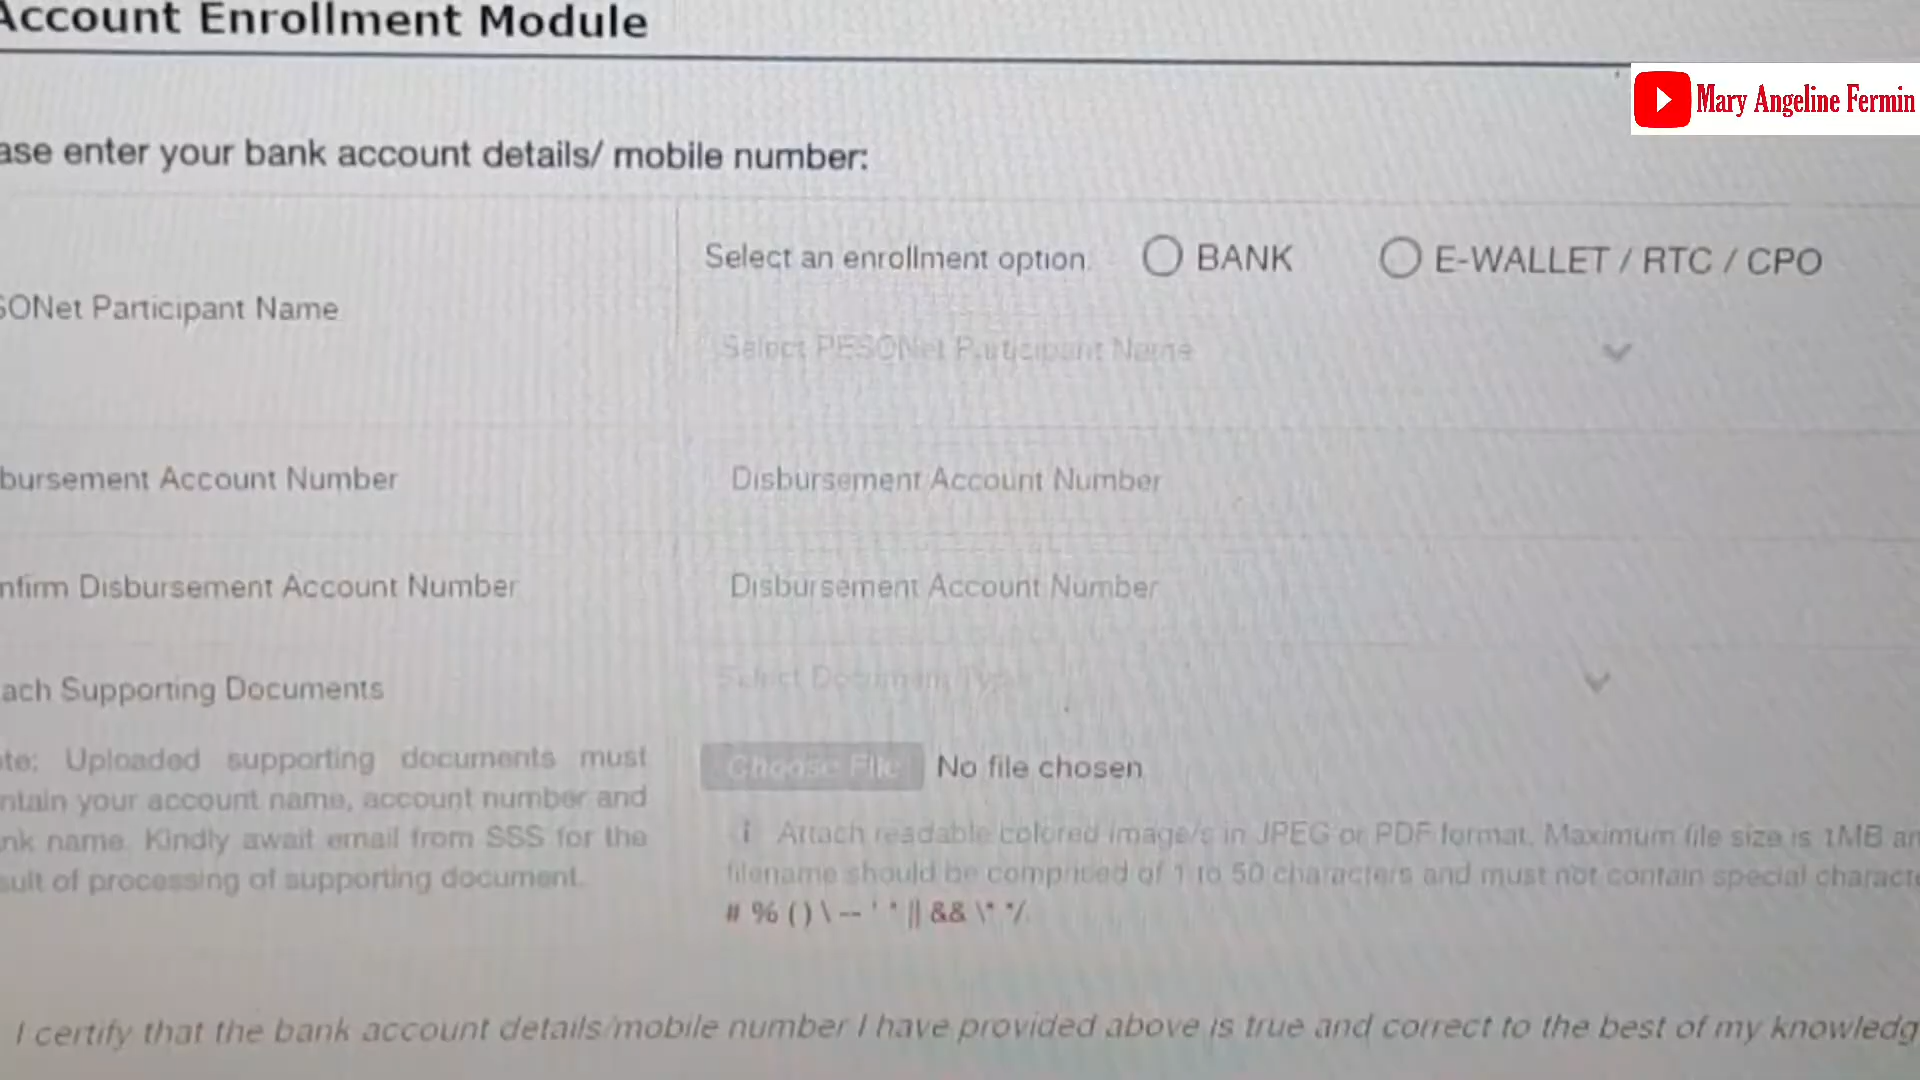 Account Enrollment Module
Mary Angeline Fermin
ase enter your bank account details/ mobile number:
Select an enrollment option. BANK E-WALLET / RTC / CPO
SONet Participant Name
Select PESONet Participant Name
bursement Account Number Disbursement Account Number
nfirm Disbursement Account Number Disbursement Account Number
ach Supporting Documents Select Document Type
te: Uploaded supporting documents must
ntain your account name, account number and
nk name. Kindly await email from SSS for the
sult of processing of supporting document.
Choose File No file chosen
i Attach readable colored image/s in JPEG or PDF format. Maximum file size is 1MB an
filename should be comprised of 1 to 50 characters and must not contain special characte
# % ( ) \ -- ' " || && \* */
I certify that the bank account details/mobile number I have provided above is true and correct to the best of my knowledg